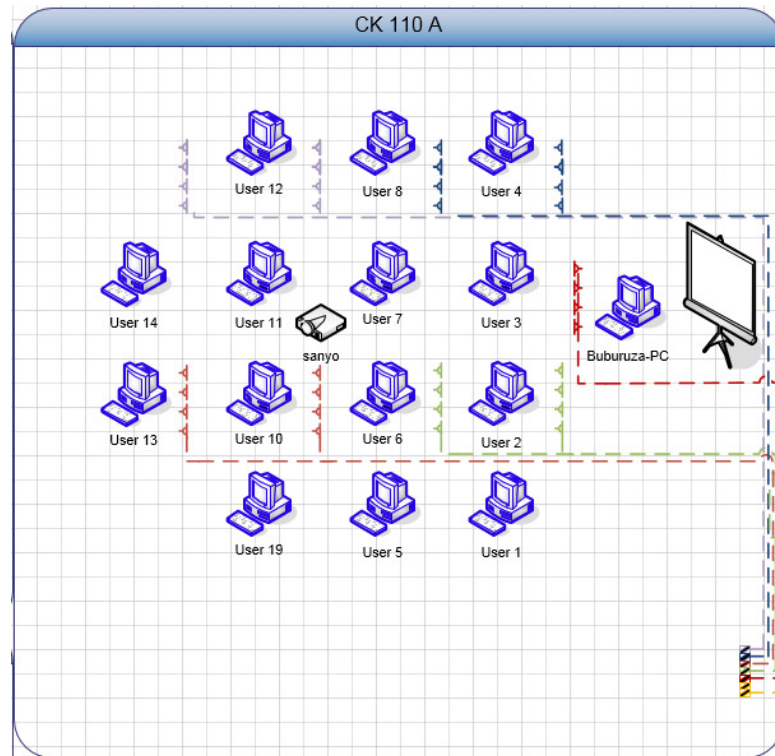 CK 110 A
User 12
User 8
User 4
User 14
User 11
User 7
User 3
sanyo
Buburuza-PC
User 13
User 10
User 6
User 2
User 19
User 5
User 1